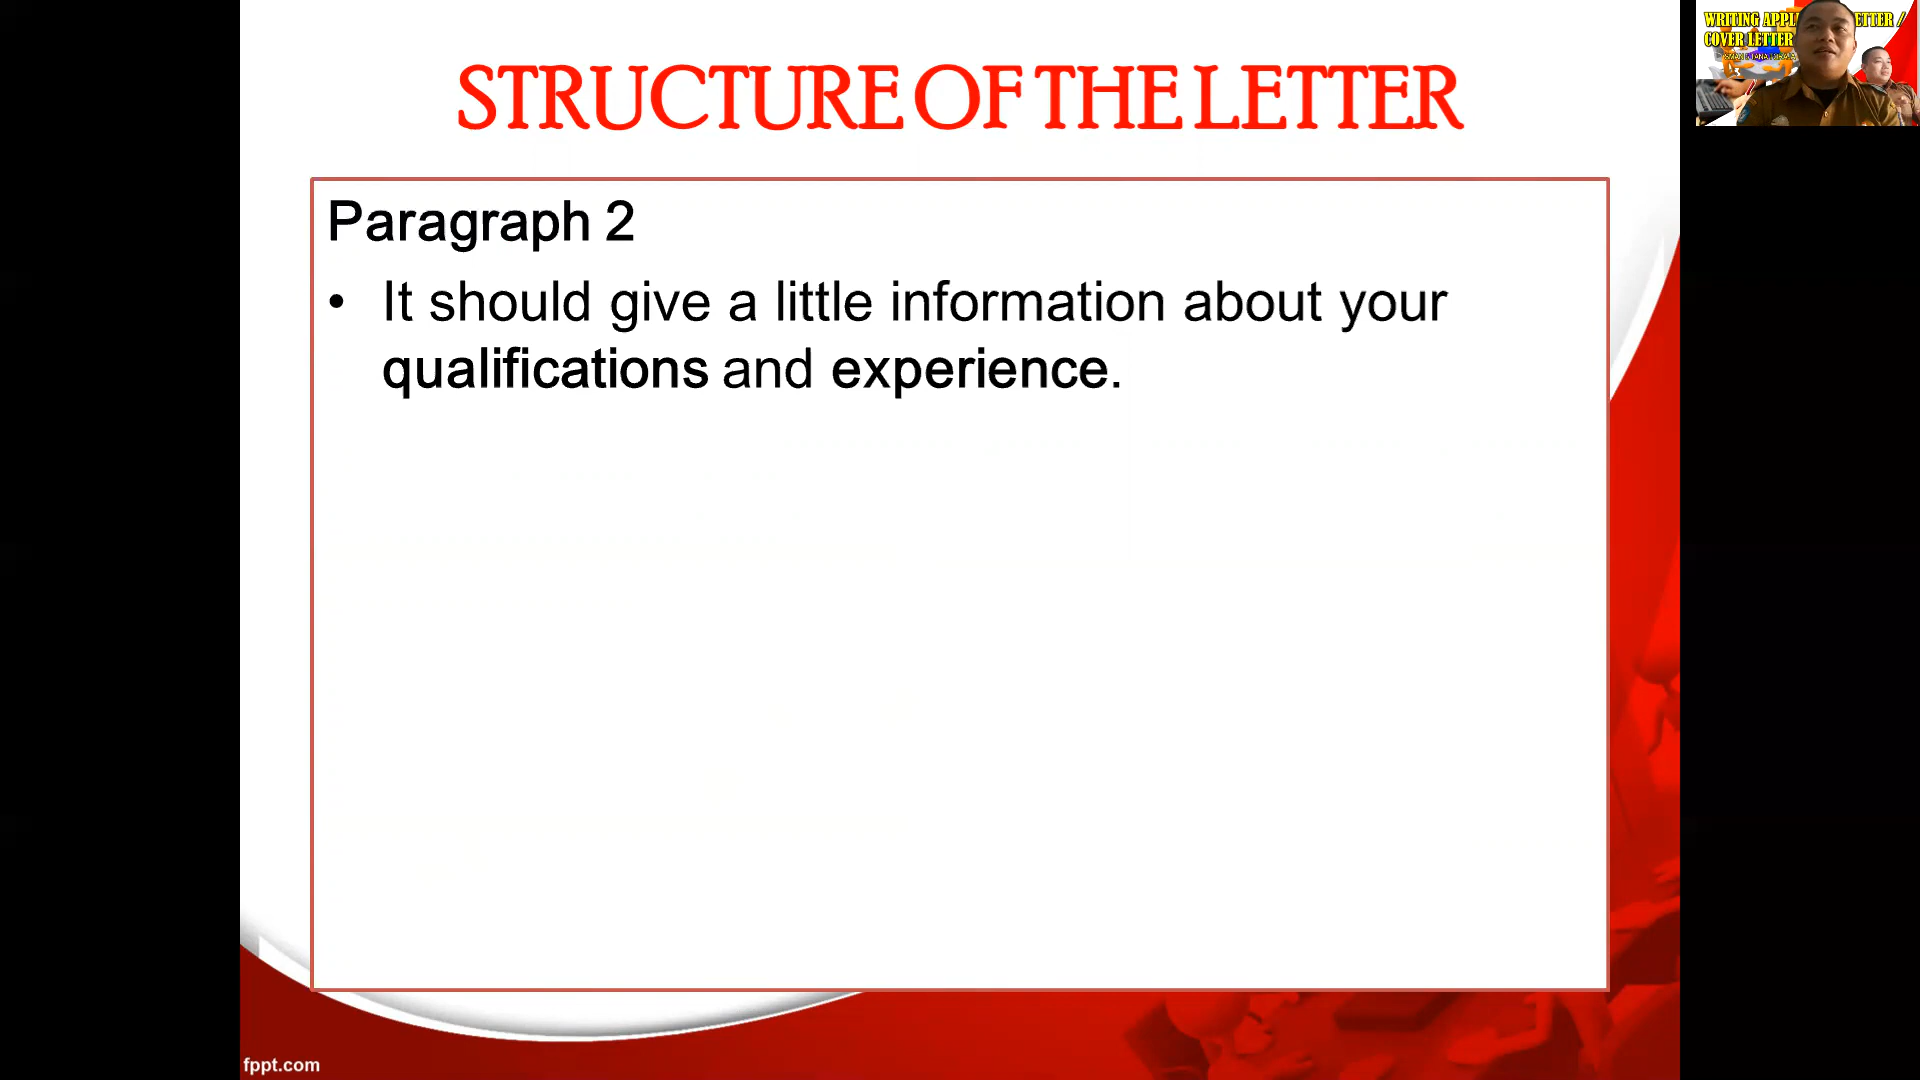 STRUCTURE OF THE LETTER
Paragraph 2
• It should give a little information about your
qualifications and experience.
fppt.com
WRITING
COVER LETTER